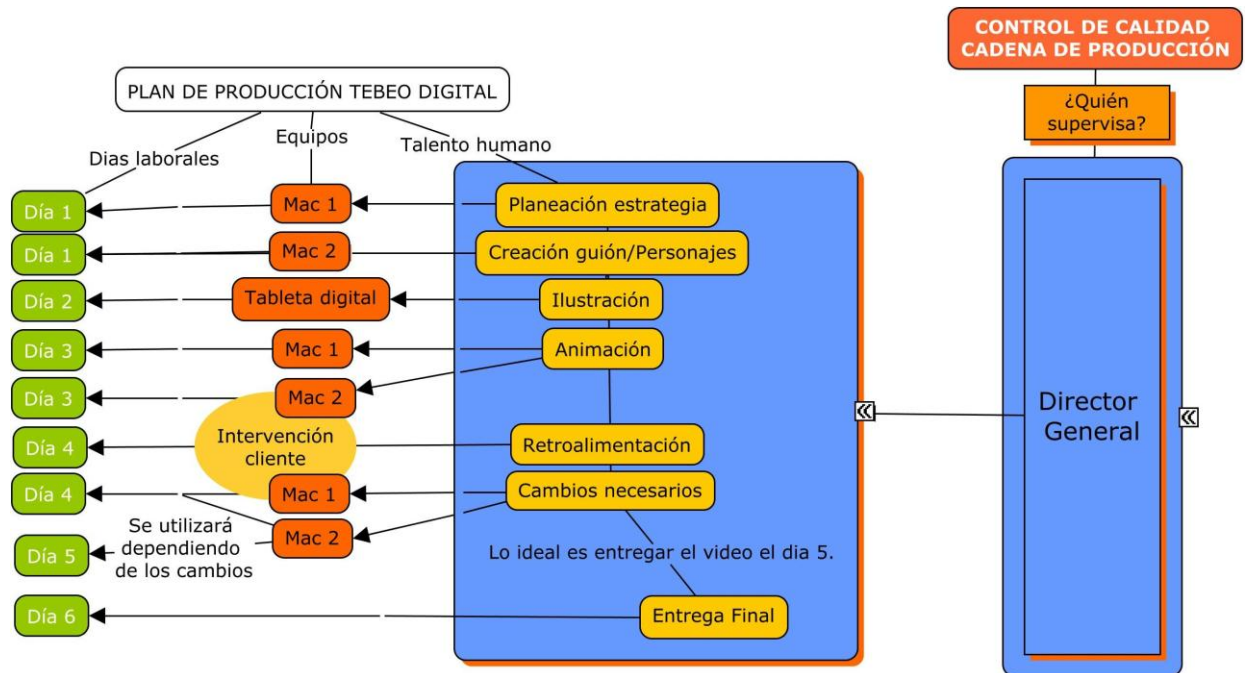 CONTROL DE CALIDAD
CADENA DE PRODUCCIÓN
¿Quién
supervisa?
Director
General
PLAN DE PRODUCCIÓN TEBEO DIGITAL
Dias laborales
Equipos
Talento humano
Día 1
Mac 1
Planeación estrategia
Día 1
Mac 2
Creación guión/Personajes
Día 2
Tableta digital
Ilustración
Día 3
Mac 1
Animación
Día 3
Mac 2
Día 4
Intervención
cliente
Retroalimentación
Día 4
Mac 1
Cambios necesarios
Día 5
Se utilizará
dependiendo
de los cambios
Mac 2
Lo ideal es entregar el video el dia 5.
Día 6
Entrega Final